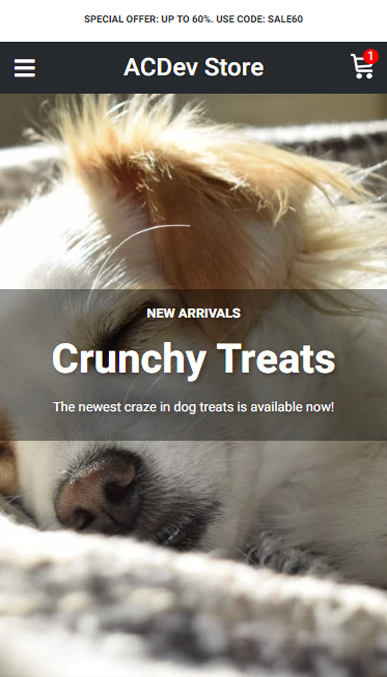 SPECIAL OFFER: UP TO 60%. USE CODE: SALE60
ACDev Store
1
NEW ARRIVALS
Crunchy Treats
The newest craze in dog treats is available now!